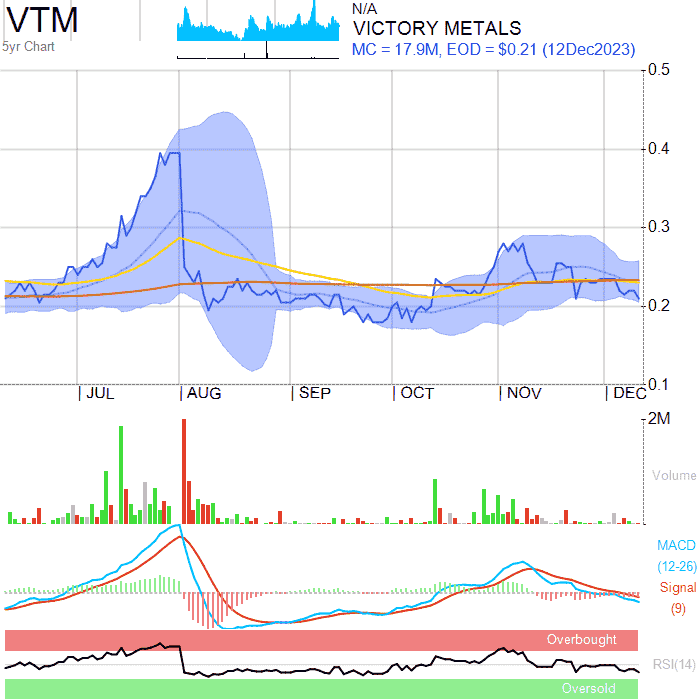 VTM
5yr Chart
N/A
VICTORY METALS
MC = 17.9M, EOD = $0.21 (12Dec2023)
0.5
0.4
0.3
0.2
0.1
JUL AUG SEP OCT NOV DEC
2M
Volume
MACD
(12-26)
Signal
(9)
Overbought
RSI(14)
Oversold